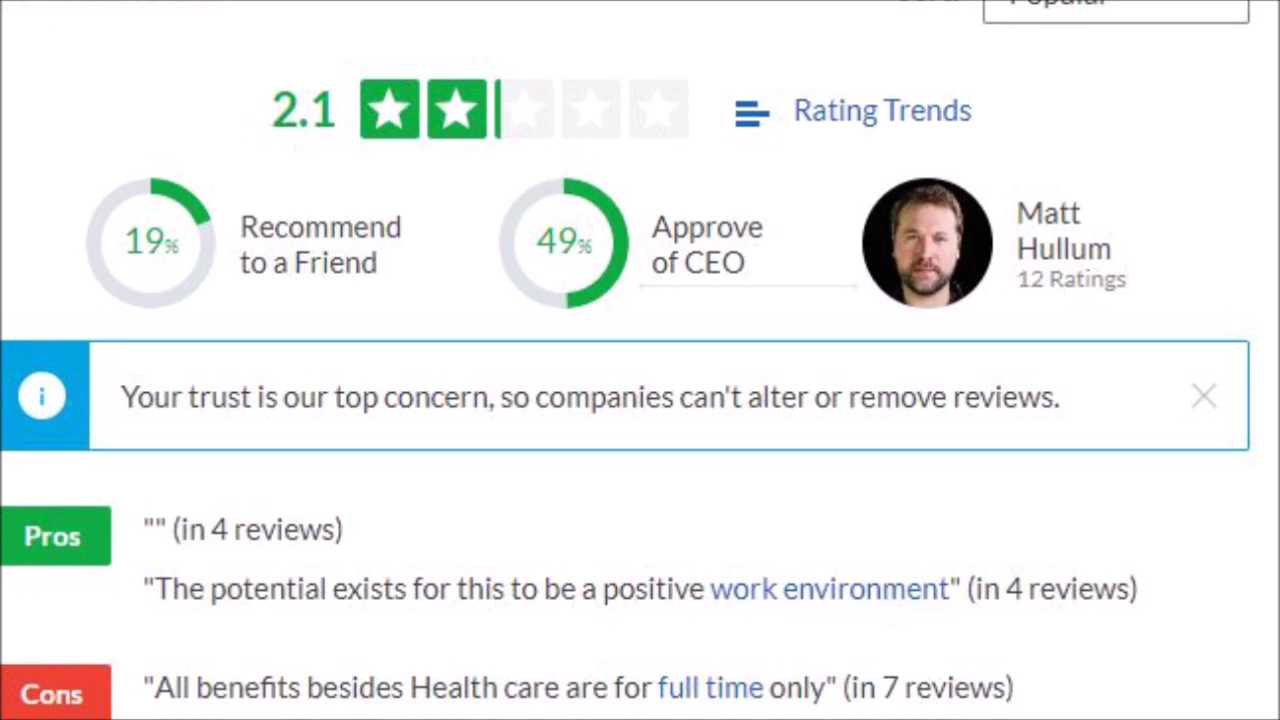 Popular
2.1
Rating Trends
19%
Recommend
to a Friend
49%
Approve
of CEO
Matt
Hullum
12 Ratings
i
Your trust is our top concern, so companies can't alter or remove reviews.
Pros
"" (in 4 reviews)
"The potential exists for this to be a positive work environment" (in 4 reviews)
Cons
"All benefits besides Health care are for full time only" (in 7 reviews)